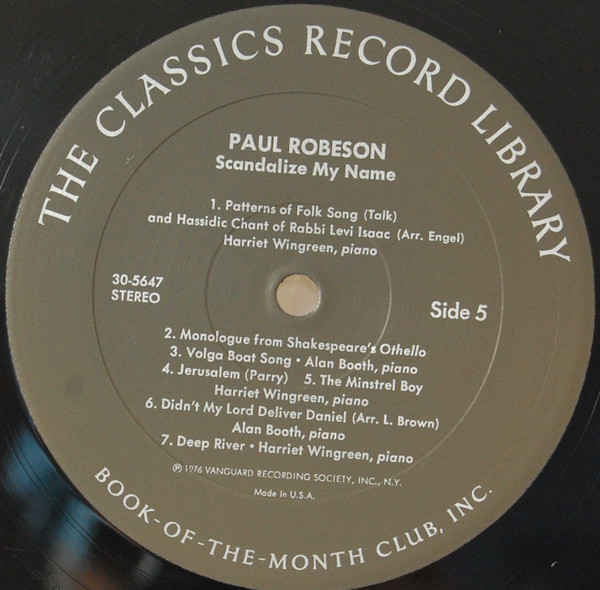 THE CLASSICS RECORD LIBRARY
PAUL ROBESON
Scandalize My Name
1. Patterns of Folk Song (Talk)
and Hassidic Chant of Rabbi Levi Isaac (Arr. Engel)
Harriet Wingreen, piano
30-5647
STEREO
Side 5
2. Monologue from Shakespeare's Othello
3. Volga Boat Song • Alan Booth, piano
4. Jerusalem (Parry) 5. The Minstrel Boy
Harriet Wingreen, piano
6. Didn't My Lord Deliver Daniel (Arr. L. Brown)
Alan Booth, piano
7. Deep River • Harriet Wingreen, piano
℗ 1976 VANGUARD RECORDING SOCIETY, INC., N.Y.
Made In U.S.A.
BOOK-OF-THE-MONTH CLUB, INC.